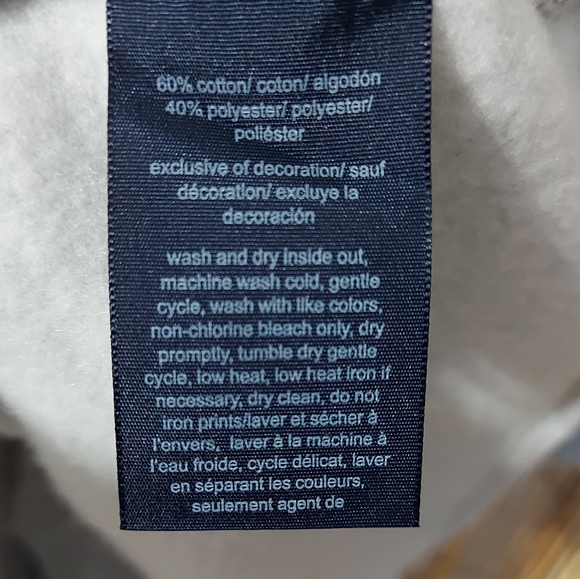 60% cotton/ coton/ algodón
40% polyester/ polyester/
poliéster
exclusive of decoration/ sauf
décoration/ excluye la
decoración
wash and dry inside out,
machine wash cold, gentle
cycle, wash with like colors,
non-chlorine bleach only, dry
promptly, tumble dry gentle
cycle, low heat, low heat iron if
necessary, dry clean, do not
iron prints/laver et sécher à
l'envers, laver à la machine à
l'eau froide, cycle délicat, laver
en séparant les couleurs,
seulement agent de